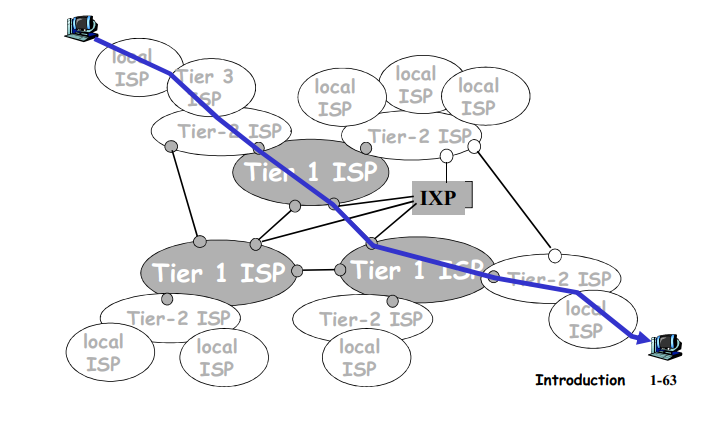 local
ISP
Tier 3
ISP
Tier-2 ISP
local
ISP
local
ISP
local
ISP
Tier-2 ISP
Tier 1 ISP
IXP
Tier 1 ISP
Tier 1 ISP
Tier-2 ISP
local
ISP
Tier-2 ISP
local
ISP
local
ISP
Tier-2 ISP
local
ISP
Introduction 1-63